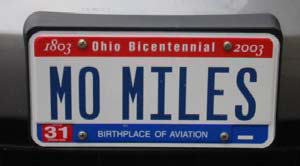 1803 Ohio Bicentennial 2003
MO MILES
31
BIRTHPLACE OF AVIATION